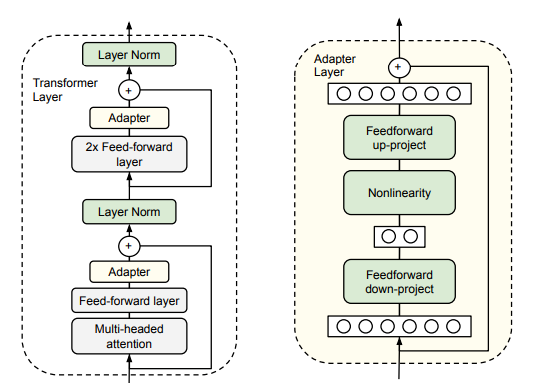 Layer Norm
Transformer
Layer
+
Adapter
2x Feed-forward
layer
Layer Norm
+
Adapter
Feed-forward layer
Multi-headed
attention
Adapter
Layer
+
Feedforward
up-project
Nonlinearity
Feedforward
down-project